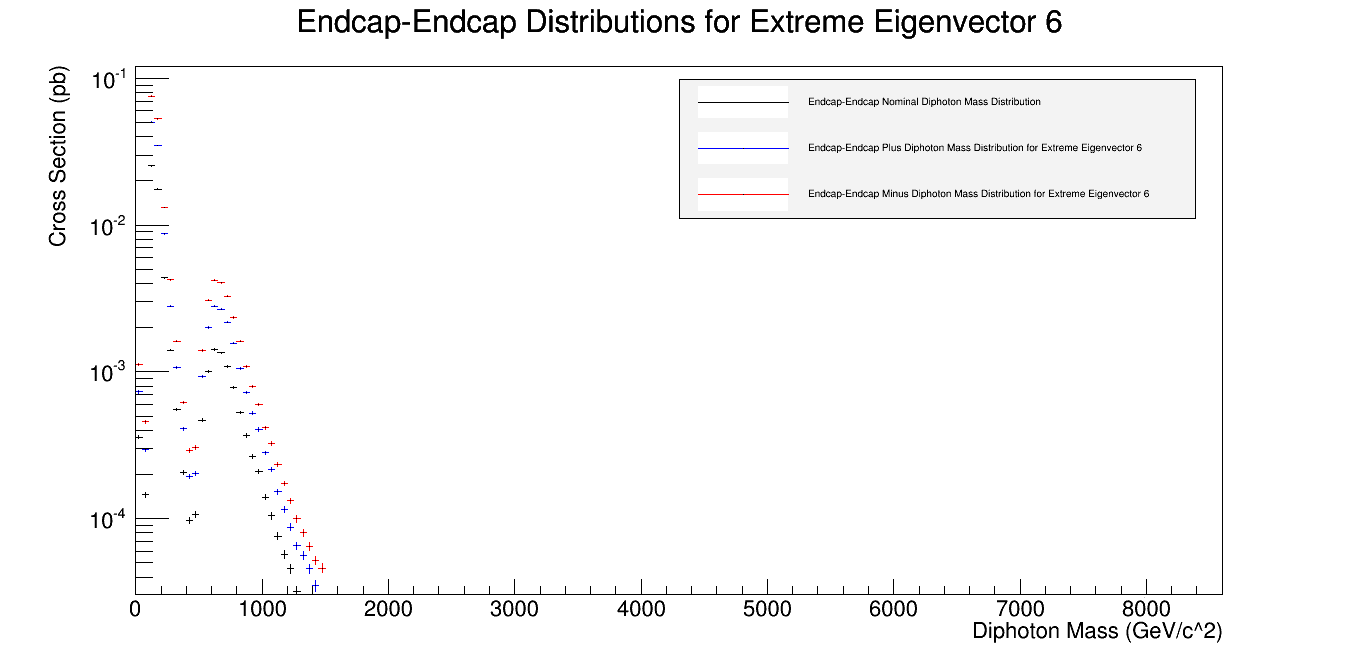 Endcap-Endcap Distributions for Extreme Eigenvector 6
Cross Section (pb)
10^-1
10^-2
10^-3
10^-4
Endcap-Endcap Nominal Diphoton Mass Distribution
Endcap-Endcap Plus Diphoton Mass Distribution for Extreme Eigenvector 6
Endcap-Endcap Minus Diphoton Mass Distribution for Extreme Eigenvector 6
0 1000 2000 3000 4000 5000 6000 7000 8000
Diphoton Mass (GeV/c^2)